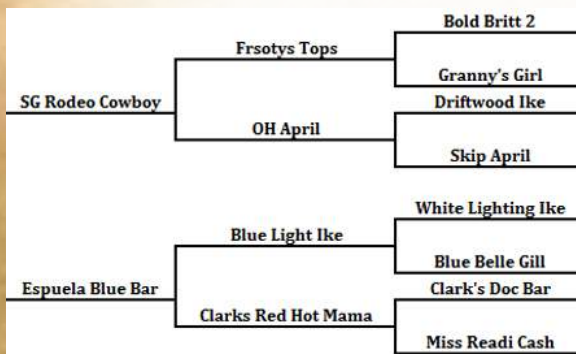 Bold Britt 2
Frsotys Tops
Granny's Girl
SG Rodeo Cowboy
Driftwood Ike
OH April
Skip April
White Lighting Ike
Blue Light Ike
Blue Belle Gill
Espuela Blue Bar
Clark's Doc Bar
Clarks Red Hot Mama
Miss Readi Cash